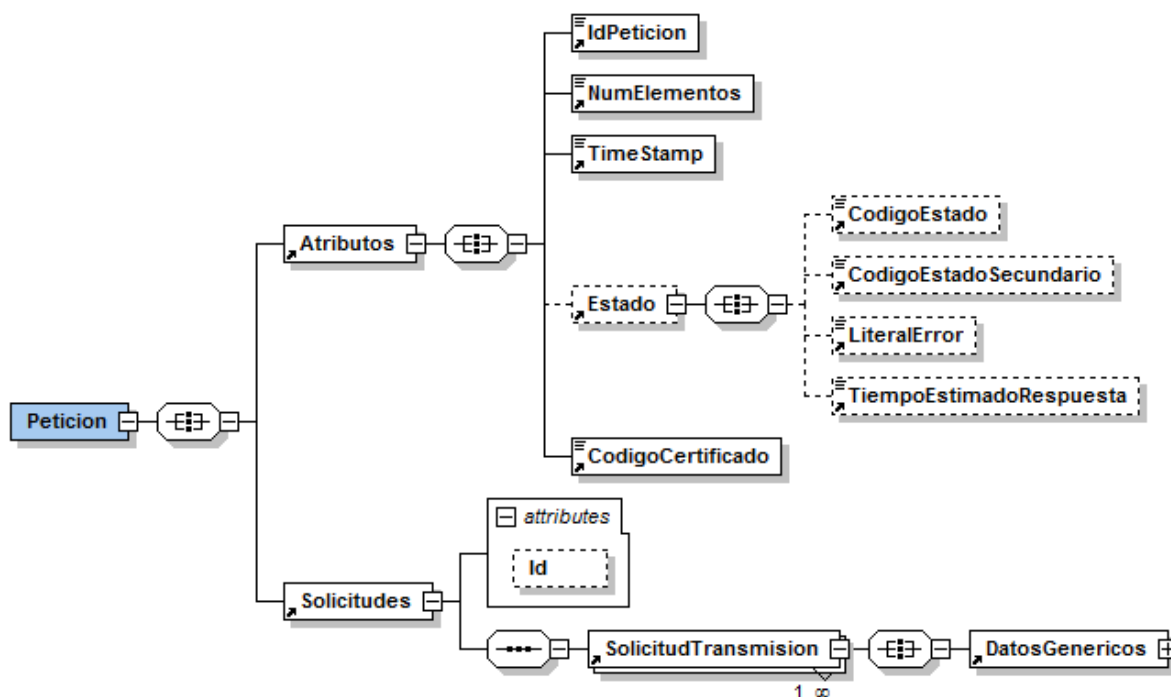 IdPeticion
NumElementos
TimeStamp
CodigoEstado
Atributos
CodigoEstadoSecundario
Estado
LiteralError
TiempoEstimadoRespuesta
Peticion
CodigoCertificado
attributes
Id
Solicitudes
SolicitudTransmision
DatosGenericos
1 ∞